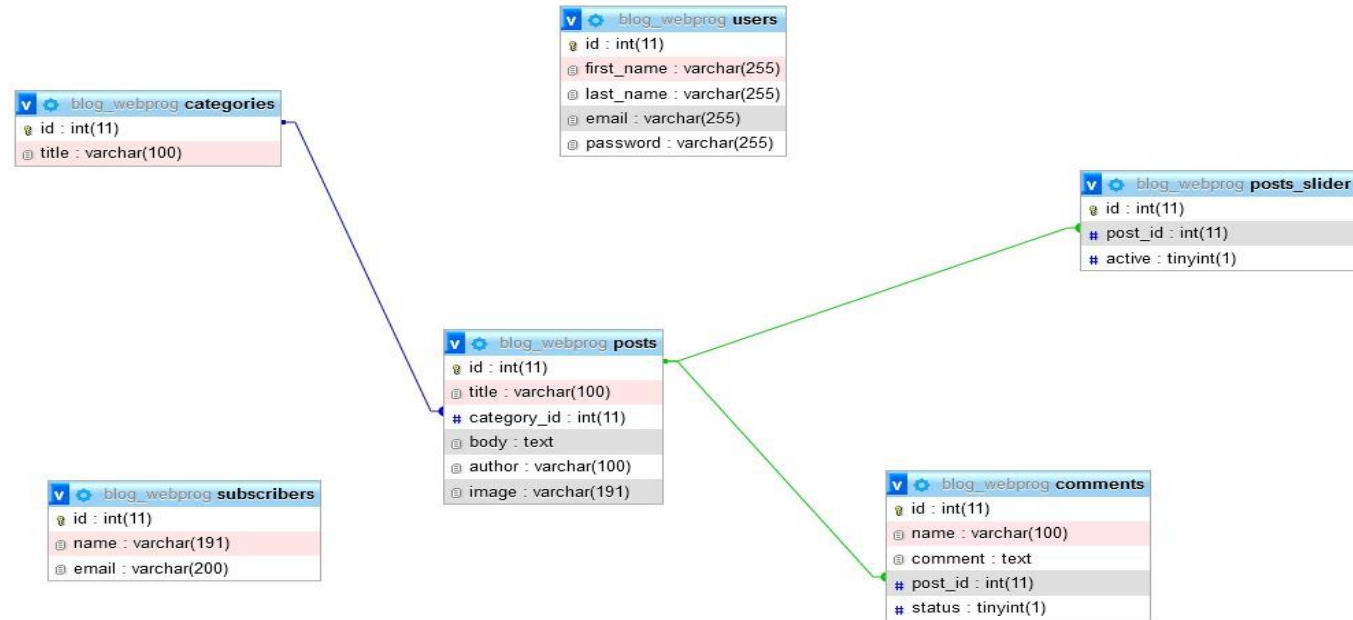 v blog_webprog users
id : int(11)
first_name : varchar(255)
last_name : varchar(255)
email : varchar(255)
password : varchar(255)
v blog_webprog categories
id : int(11)
title : varchar(100)
v blog_webprog posts_slider
id : int(11)
# post_id : int(11)
# active : tinyint(1)
v blog_webprog posts
id : int(11)
title : varchar(100)
# category_id : int(11)
body : text
author : varchar(100)
image : varchar(191)
v blog_webprog subscribers
id : int(11)
name : varchar(191)
email : varchar(200)
v blog_webprog comments
id : int(11)
name : varchar(100)
comment : text
# post_id : int(11)
# status : tinyint(1)